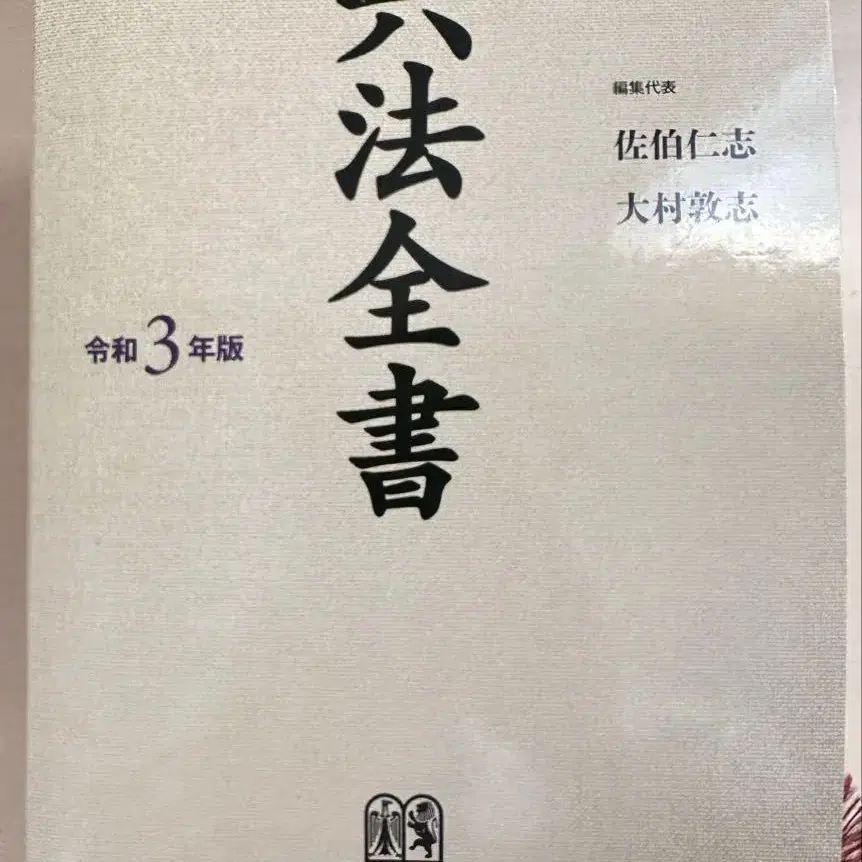 六法全書
編集代表
佐伯仁志
大村敦志
令和3年版